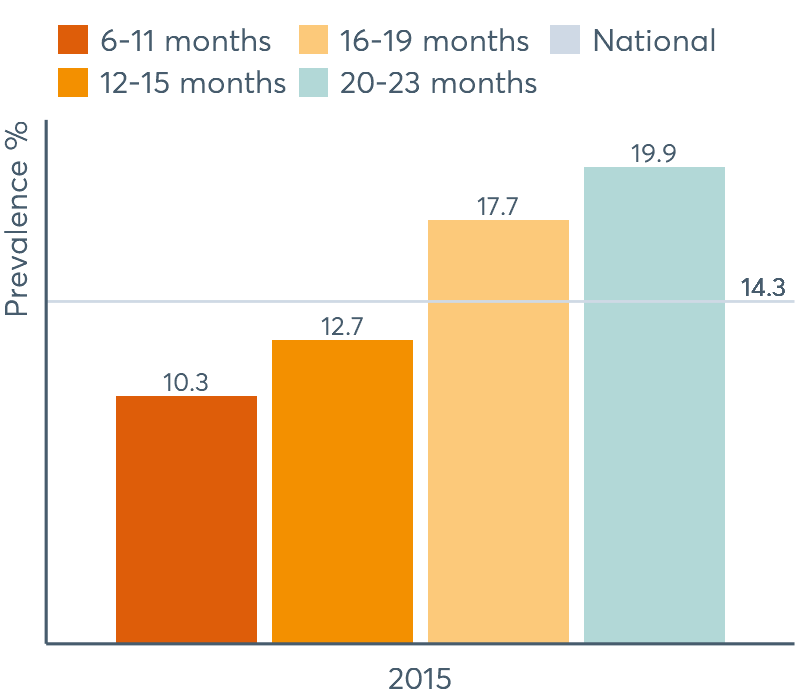 6-11 months 16-19 months National
12-15 months 20-23 months
Prevalence %
19.9
17.7
14.3
12.7
10.3
2015